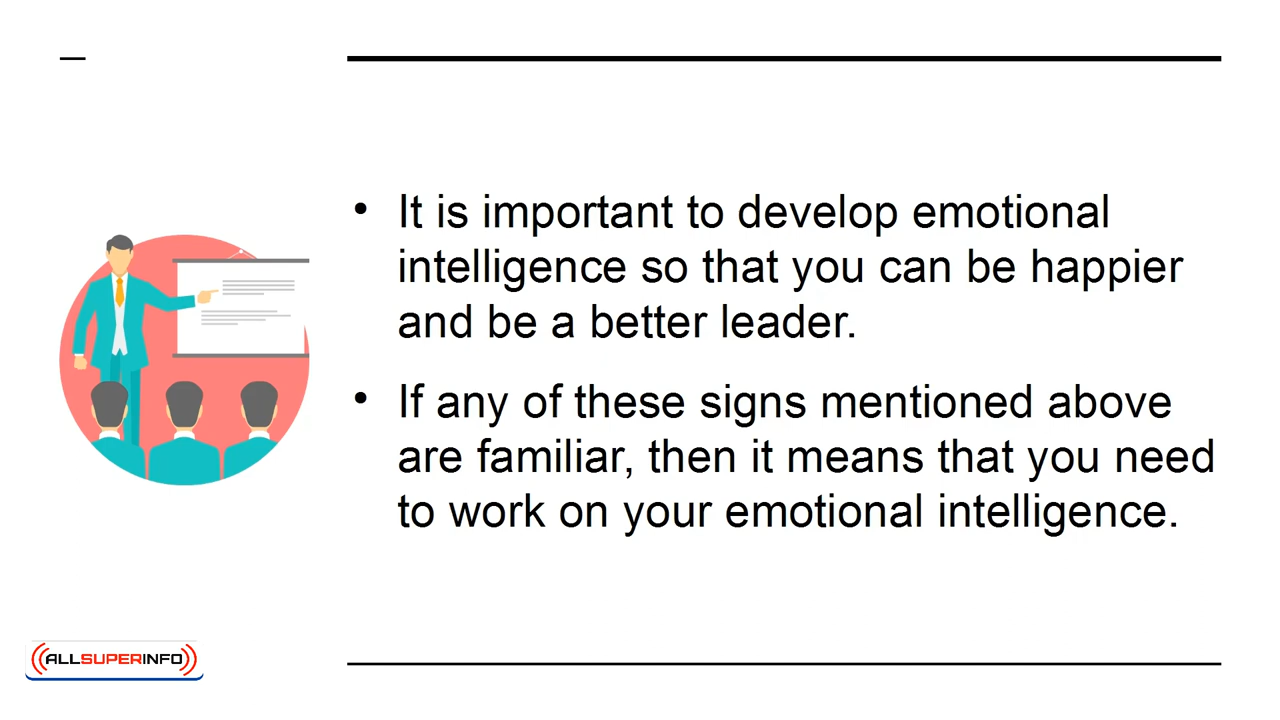 • It is important to develop emotional
intelligence so that you can be happier
and be a better leader.
• If any of these signs mentioned above
are familiar, then it means that you need
to work on your emotional intelligence.
ALLSUPERINFO